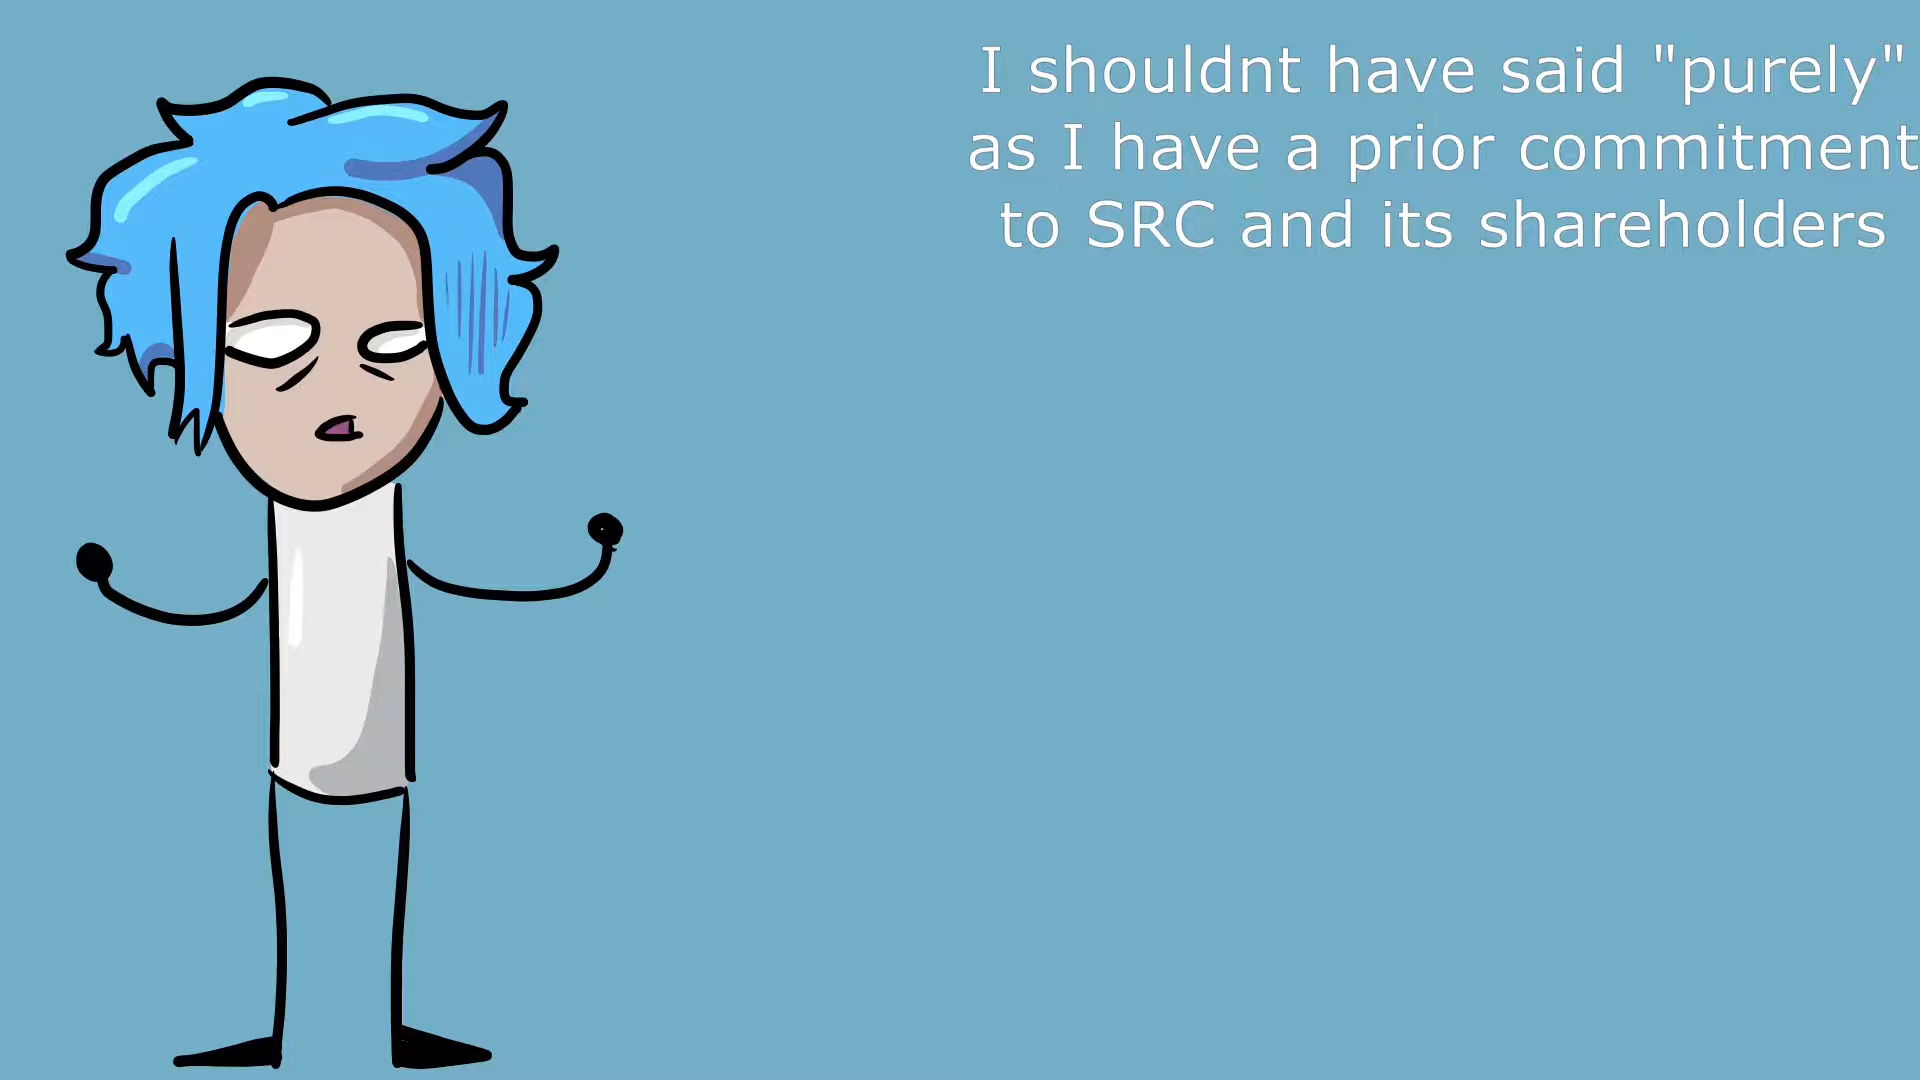 I shouldnt have said "purely"
as I have a prior commitment
to SRC and its shareholders